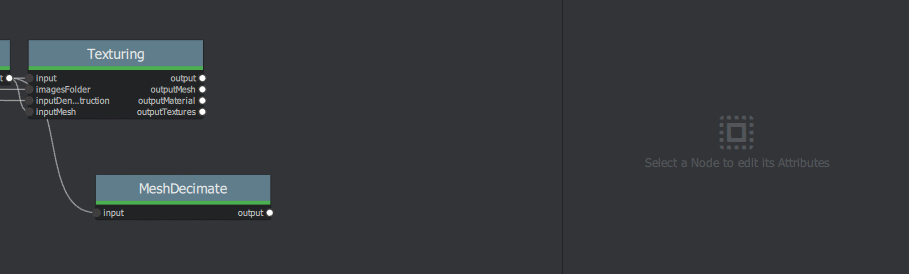 Texturing
t
input output
imagesFolder outputMesh
inputDen...truction outputMaterial
inputMesh outputTextures
Select a Node to edit its Attributes
MeshDecimate
input output